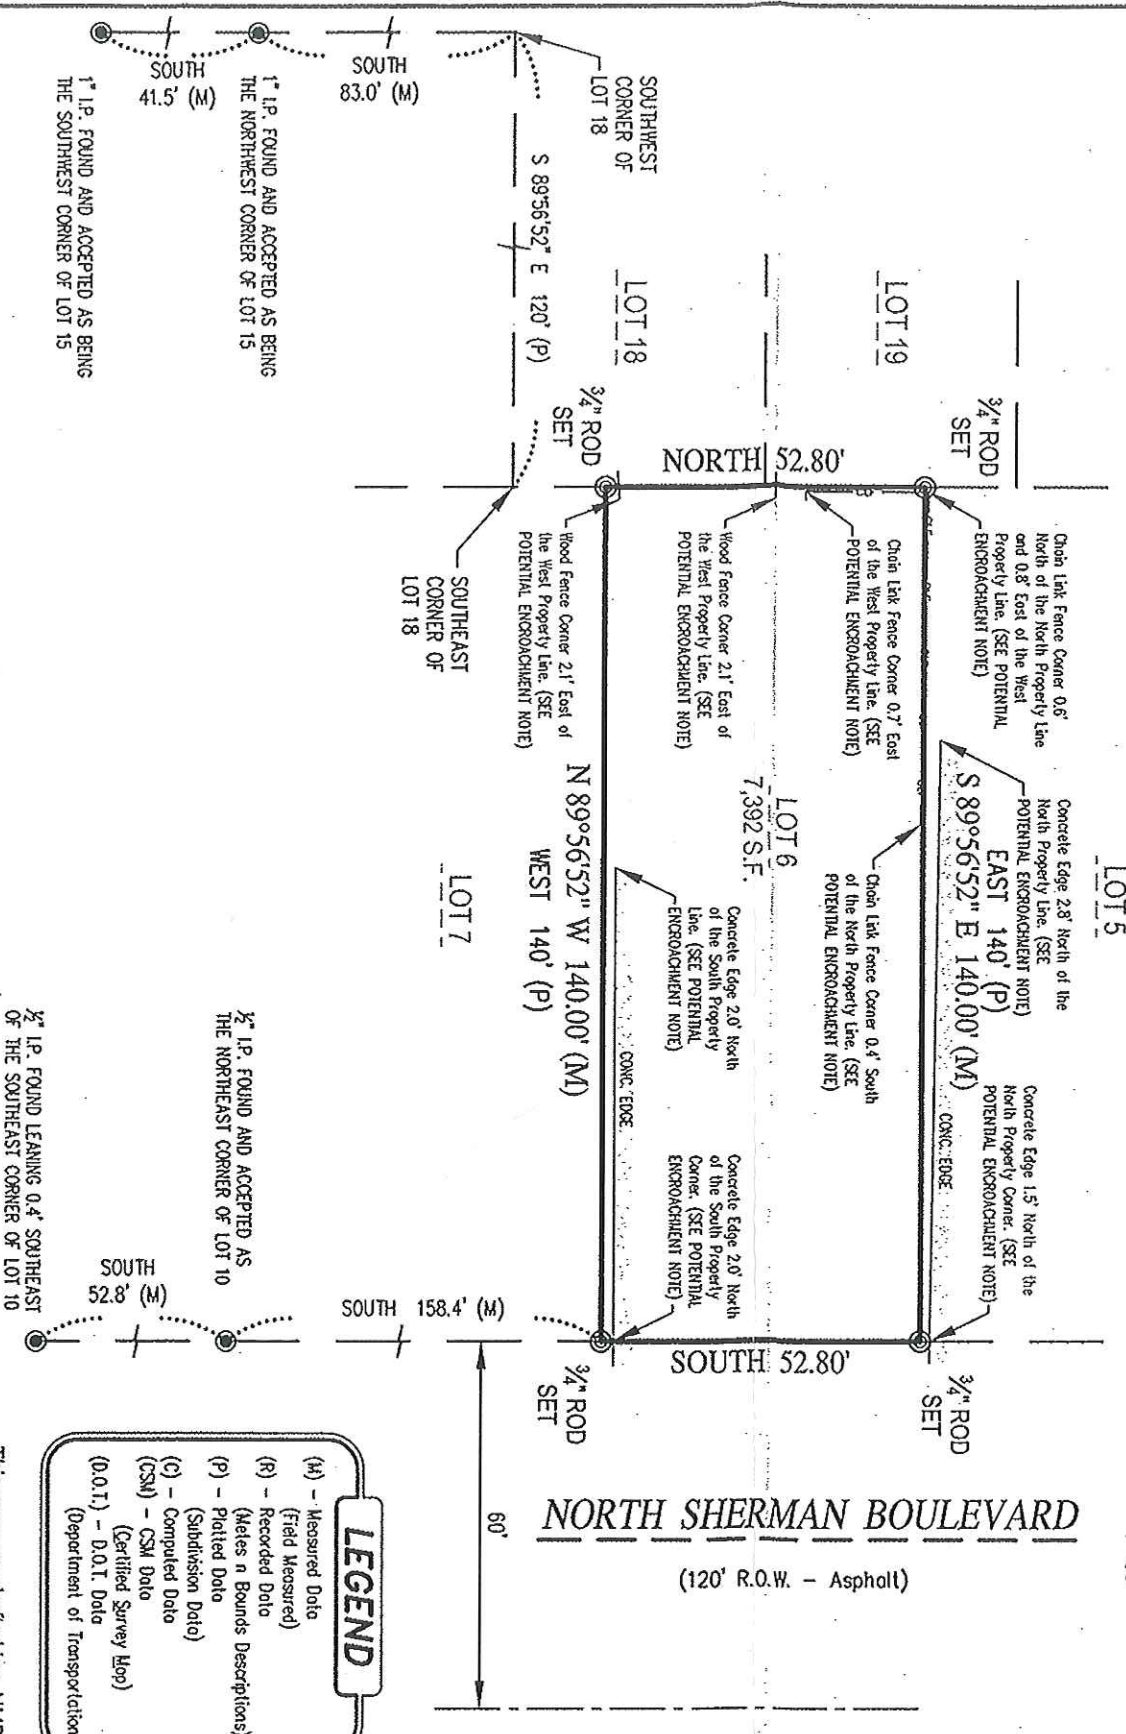 SOUTH
41.5' (M)
SOUTH
83.0' (M)
1" I.P. FOUND AND ACCEPTED AS BEING
THE SOUTHWEST CORNER OF LOT 15
1" I.P. FOUND AND ACCEPTED AS BEING
THE NORTHWEST CORNER OF LOT 15
SOUTHWEST
CORNER OF
LOT 18
S 89°56'52" E 120' (P)
LOT 18
LOT 19
3/4" ROD
SET
3/4" ROD
SET
NORTH 52.80'
Chain Link Fence Corner 0.6'
North of the North Property Line
and 0.8' East of the West
Property Line. (SEE POTENTIAL
ENCROACHMENT NOTE)
Chain Link Fence Corner 0.7' East
of the West Property Line. (SEE
POTENTIAL ENCROACHMENT NOTE)
Wood Fence Corner 2.1' East of
the West Property Line. (SEE
POTENTIAL ENCROACHMENT NOTE)
Wood Fence Corner 2.1' East of
the West Property Line. (SEE
POTENTIAL ENCROACHMENT NOTE)
SOUTHEAST
CORNER OF
LOT 18
LOT 5
Concrete Edge 2.8' North of the
North Property Line. (SEE
POTENTIAL ENCROACHMENT NOTE)
EAST 140' (P)
S 89°56'52" E 140.00' (M)
Concrete Edge 1.5' North of the
North Property Corner. (SEE
POTENTIAL ENCROACHMENT NOTE)
CONC. EDGE
Chain Link Fence Corner 0.4' South
of the North Property Line. (SEE
POTENTIAL ENCROACHMENT NOTE)
LOT 6
7,392 S.F.
Concrete Edge 2.0' North
of the South Property
Line. (SEE POTENTIAL
ENCROACHMENT NOTE)
Concrete Edge 2.0' North
of the South Property
Corner. (SEE POTENTIAL
ENCROACHMENT NOTE)
CONC. EDGE
N 89°56'52" W 140.00' (M)
WEST 140' (P)
LOT 7
1/2" I.P. FOUND AND ACCEPTED AS
THE NORTHEAST CORNER OF LOT 10
1/2" I.P. FOUND LEANING 0.4' SOUTHEAST
OF THE SOUTHEAST CORNER OF LOT 10
SOUTH
52.8' (M)
SOUTH 158.4' (M)
SOUTH 52.80'
3/4" ROD
SET
3/4" ROD
SET
60'
NORTH SHERMAN BOULEVARD
(120' R.O.W. - Asphalt)
LEGEND
(M) - Measured Data
(Field Measured)
(R) - Recorded Data
(Metes n Bounds Descriptions)
(P) - Platted Data
(Subdivision Data)
(C) - Computed Data
(CSM) - CSM Data
(Certified Survey Map)
(D.O.T.) - D.O.T. Data
(Department of Transportation